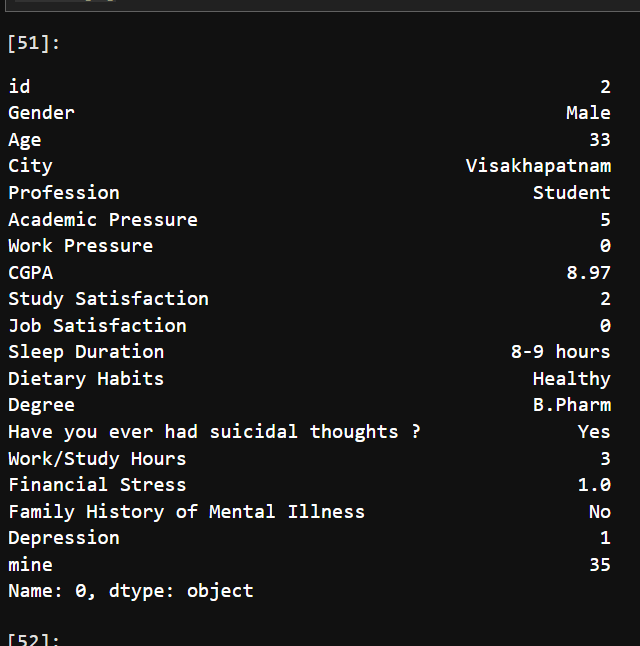 [51]:
id 2
Gender Male
Age 33
City Visakhapatnam
Profession Student
Academic Pressure 5
Work Pressure 0
CGPA 8.97
Study Satisfaction 2
Job Satisfaction 0
Sleep Duration 8-9 hours
Dietary Habits Healthy
Degree B.Pharm
Have you ever had suicidal thoughts ? Yes
Work/Study Hours 3
Financial Stress 1.0
Family History of Mental Illness No
Depression 1
mine 35
Name: 0, dtype: object
[52]: